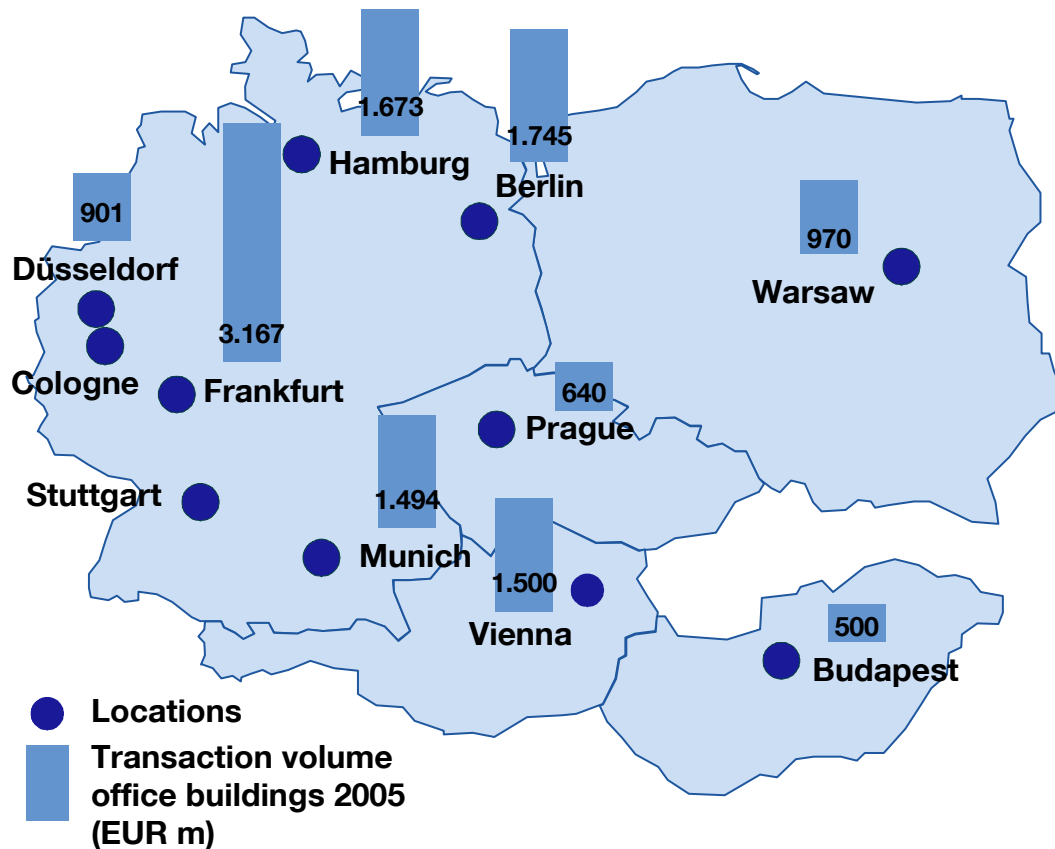 1.673
Hamburg
1.745
Berlin
901
Düsseldorf
970
Warsaw
3.167
Cologne
Frankfurt
640
Prague
Stuttgart
1.494
Munich
1.500
Vienna
500
Budapest
Locations
Transaction volume
office buildings 2005
(EUR m)